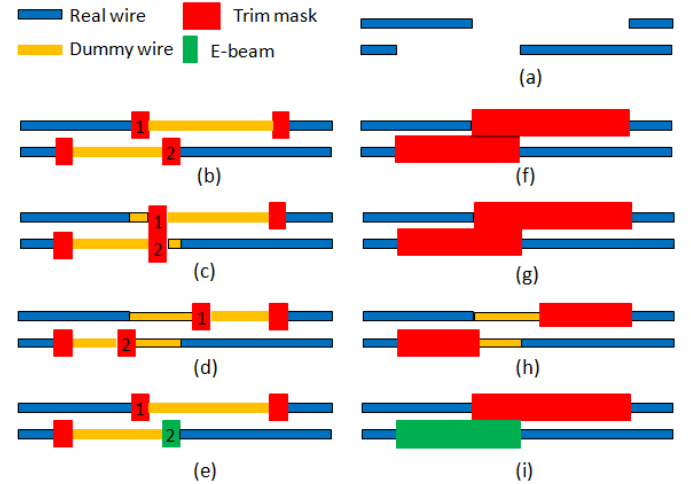 Real wire
Trim mask
Dummy wire
E-beam
(a)
1
2
(b)
(f)
1
2
(c)
(g)
1
2
(d)
(h)
1
2
(e)
(i)